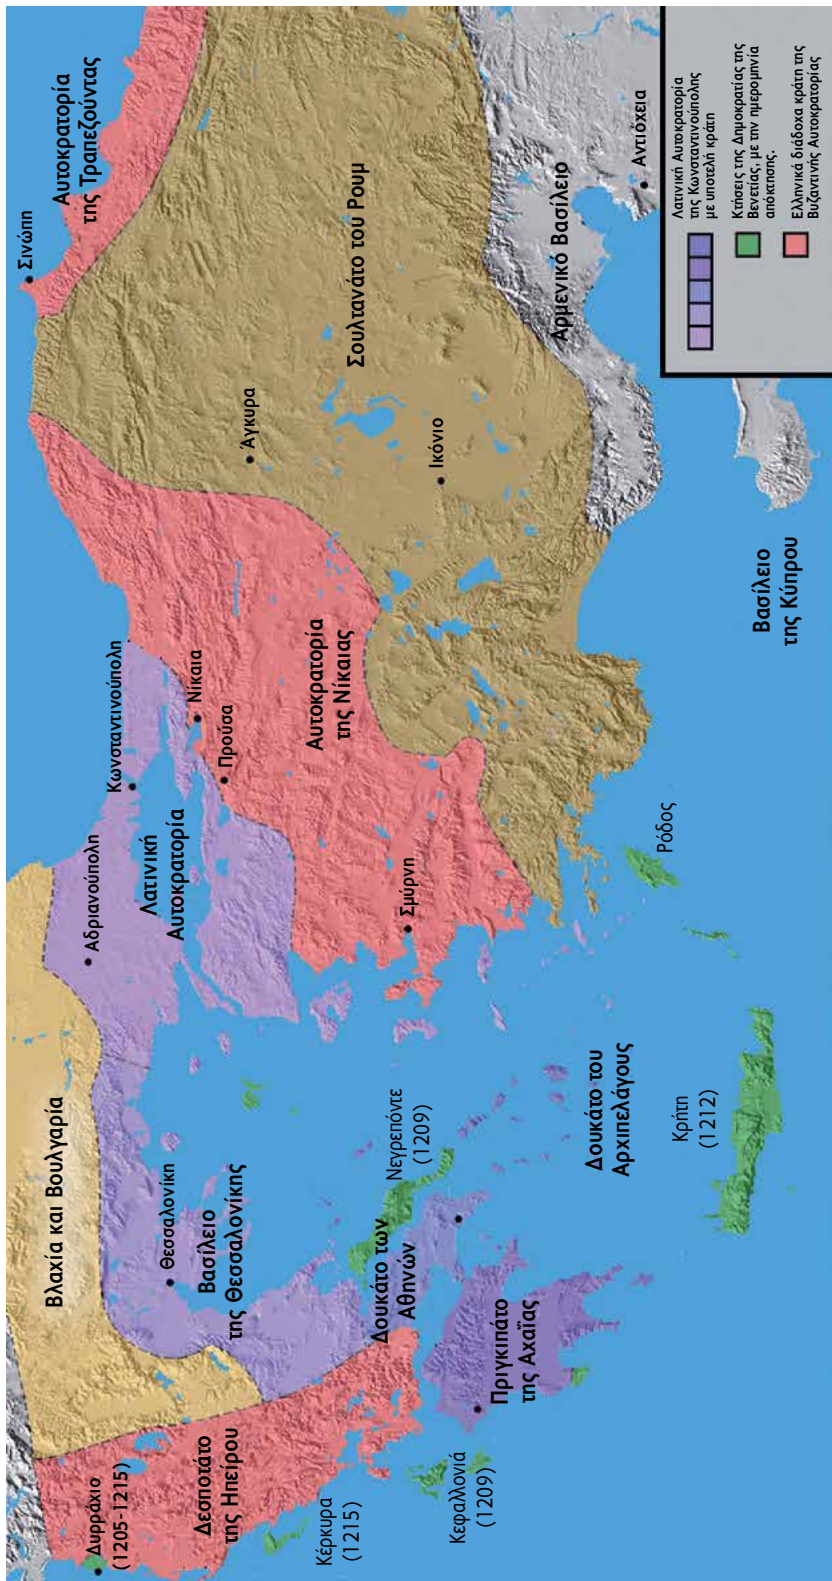 Σινώπη
Αυτοκρατορία
της Τραπεζούντας
Σουλτανάτο του Ρουμ
Άγκυρα
Ικόνιο
Αρμενικό Βασίλειο
Αντιόχεια
Βασίλειο
της Κύπρου
Κωνσταντινούπολη
Νίκαια
Προύσα
Αυτοκρατορία
της Νίκαιας
Αδριανούπολη
Λατινική
Αυτοκρατορία
Σμύρνη
Ρόδος
Βλαχία και Βουλγαρία
Θεσσαλονίκη
Βασίλειο
της Θεσσαλονίκης
Νεγρεπόντε
(1209)
Δουκάτο των
Αθηνών
Δουκάτο του
Αρχιπελάγους
Κρήτη
(1212)
Πριγκιπάτο
της Αχαΐας
Δυρράχιο
(1205-1215)
Δεσποτάτο
της Ηπείρου
Κέρκυρα
(1215)
Κεφαλλονιά
(1209)
Λατινική Αυτοκρατορία
της Κωνσταντινούπολης
με υποτελή κράτη
Κτήσεις της Δημοκρατίας της
Βενετίας, με την ημερομηνία
απόκτησης.
Ελληνικά διάδοχα κράτη της
Βυζαντινής Αυτοκρατορίας